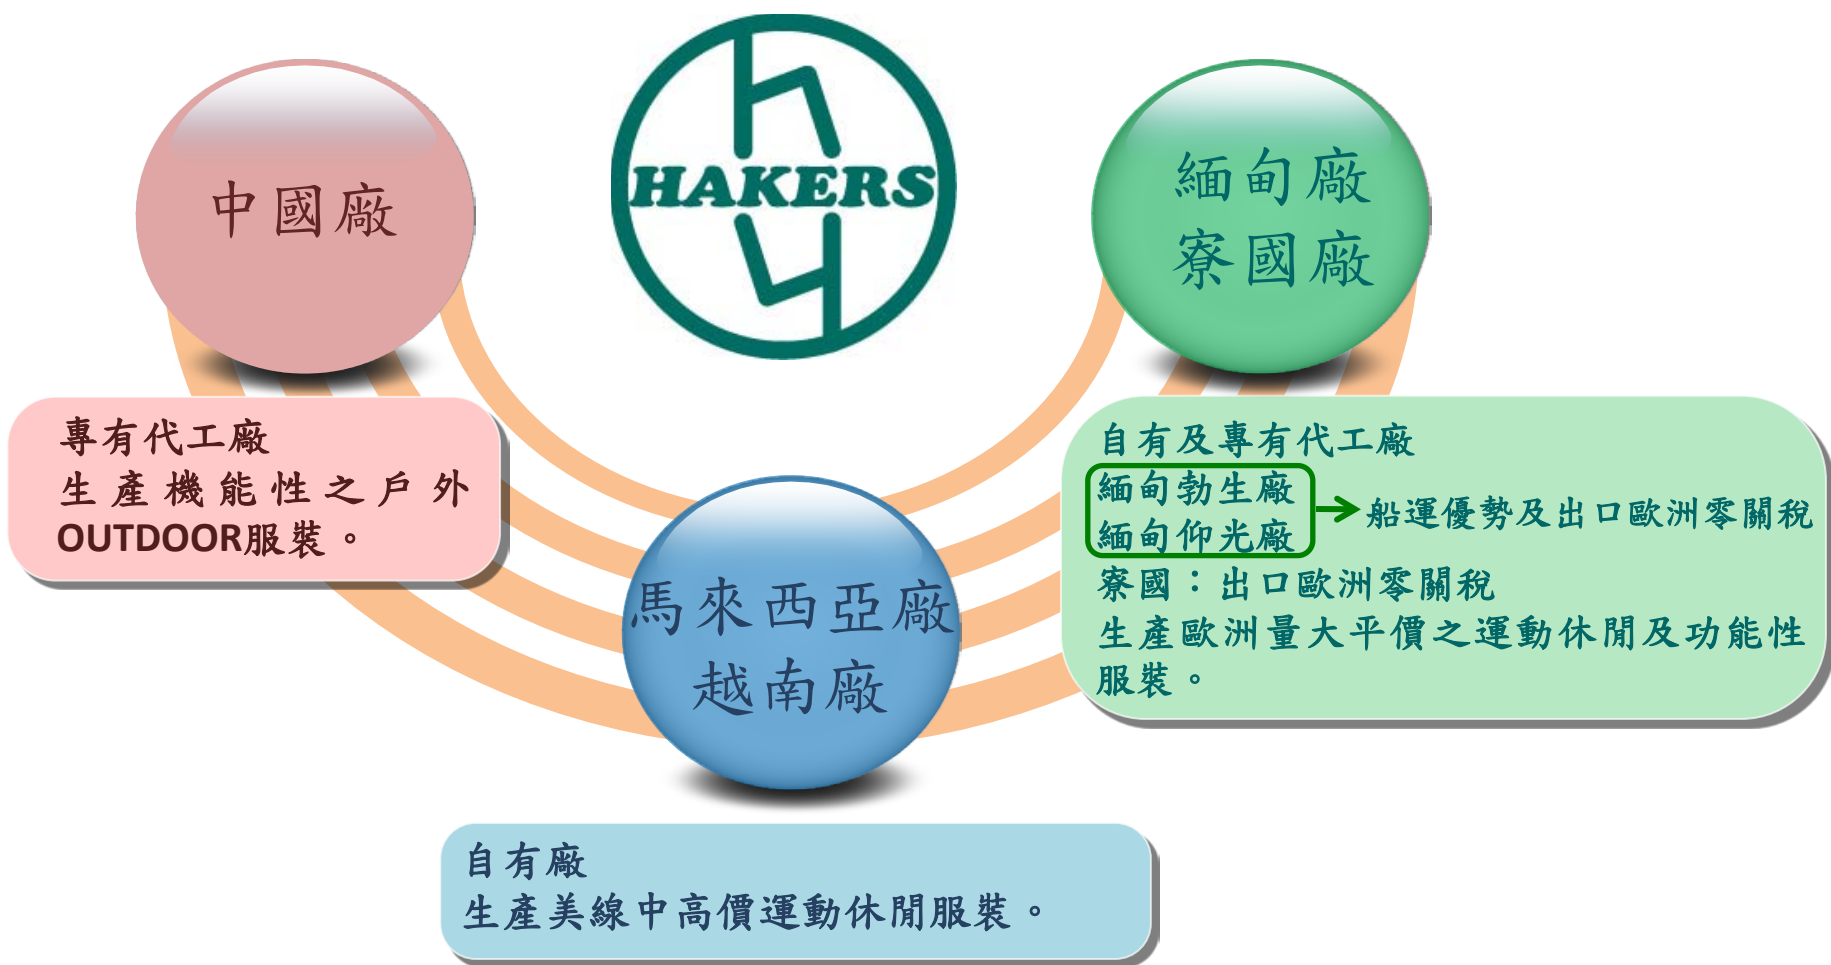 HAKERS
中國廠
專有代工廠
生產機能性之戶外
OUTDOOR服裝。
馬來西亞廠
越南廠
自有廠
生產美線中高價運動休閒服裝。
緬甸廠
寮國廠
自有及專有代工廠
緬甸勃生廠
緬甸仰光廠
船運優勢及出口歐洲零關稅
寮國：出口歐洲零關稅
生產歐洲量大平價之運動休閒及功能性
服裝。